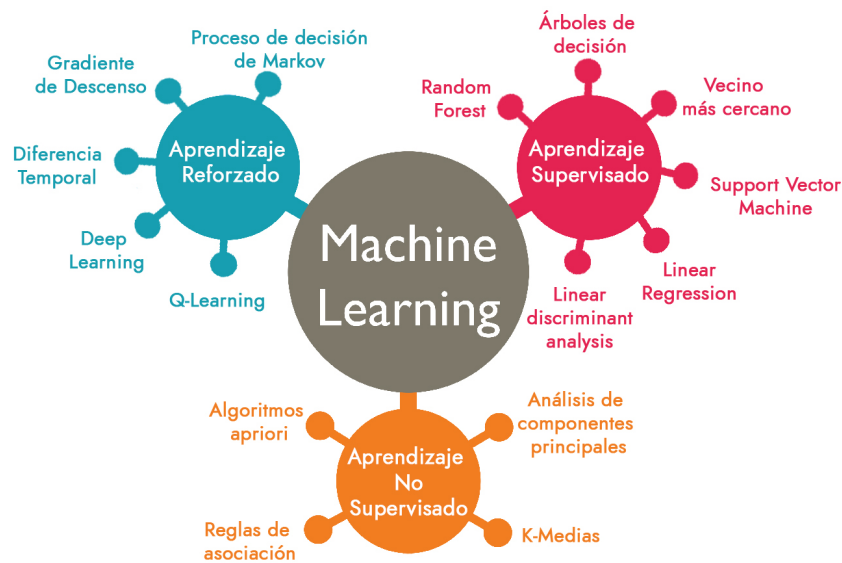 Machine
Learning
Aprendizaje
Reforzado
Proceso de decisión
de Markov
Gradiente
de Descenso
Diferencia
Temporal
Deep
Learning
Q-Learning
Aprendizaje
Supervisado
Árboles de
decisión
Random
Forest
Vecino
más cercano
Support Vector
Machine
Linear
Regression
Linear
discriminant
analysis
Aprendizaje
No
Supervisado
Algoritmos
apriori
Análisis de
componentes
principales
Reglas de
asociación
K-Medias